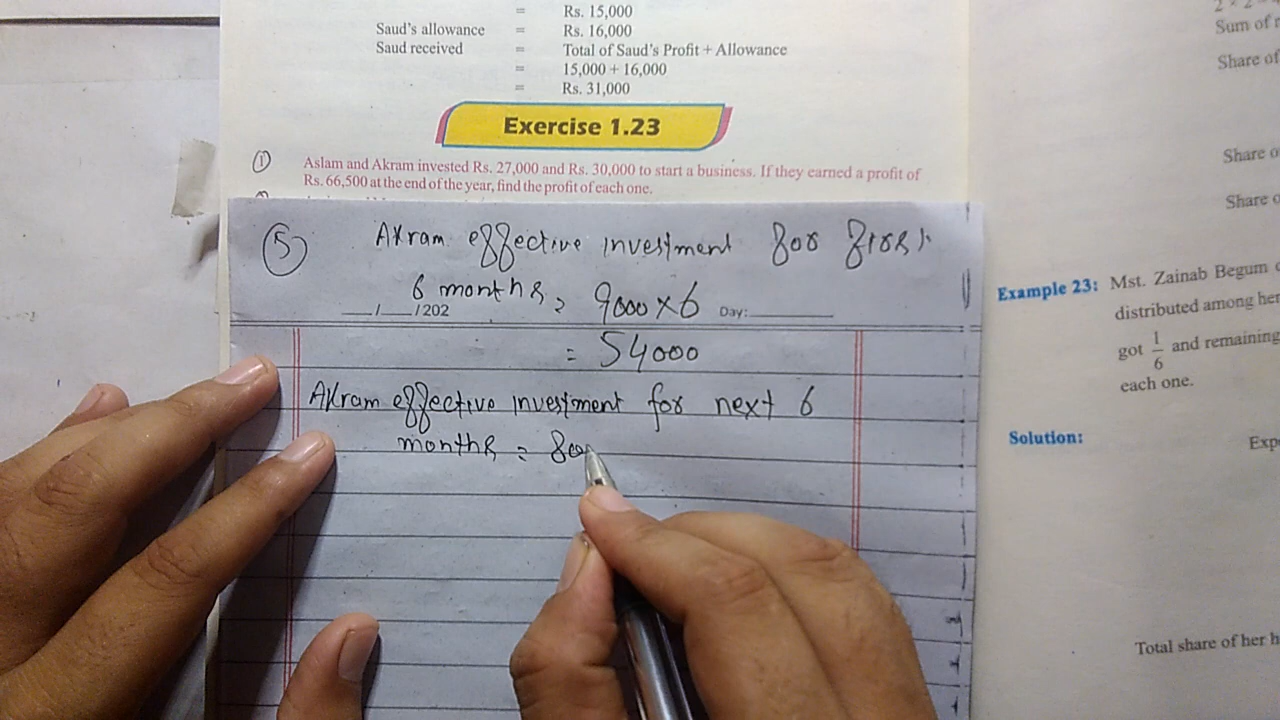 = Rs. 15,000
Saud's allowance = Rs. 16,000
Saud received = Total of Saud's Profit + Allowance
= 15,000 + 16,000
= Rs. 31,000
Exercise 1.23
① Aslam and Akram invested Rs. 27,000 and Rs. 30,000 to start a business. If they earned a profit of
Rs. 66,500 at the end of the year, find the profit of each one.
⑤ Akram effective investment for first
6 months = 9000 × 6
__/__/202 Day:
= 54000
Akram effective investment for next 6
months = 800
Sum of
Share of
Share o
Share o
Example 23: Mst. Zainab Begum
distributed among her
got 1/6 and remaining
each one.
Solution:
Exp
Total share of her h